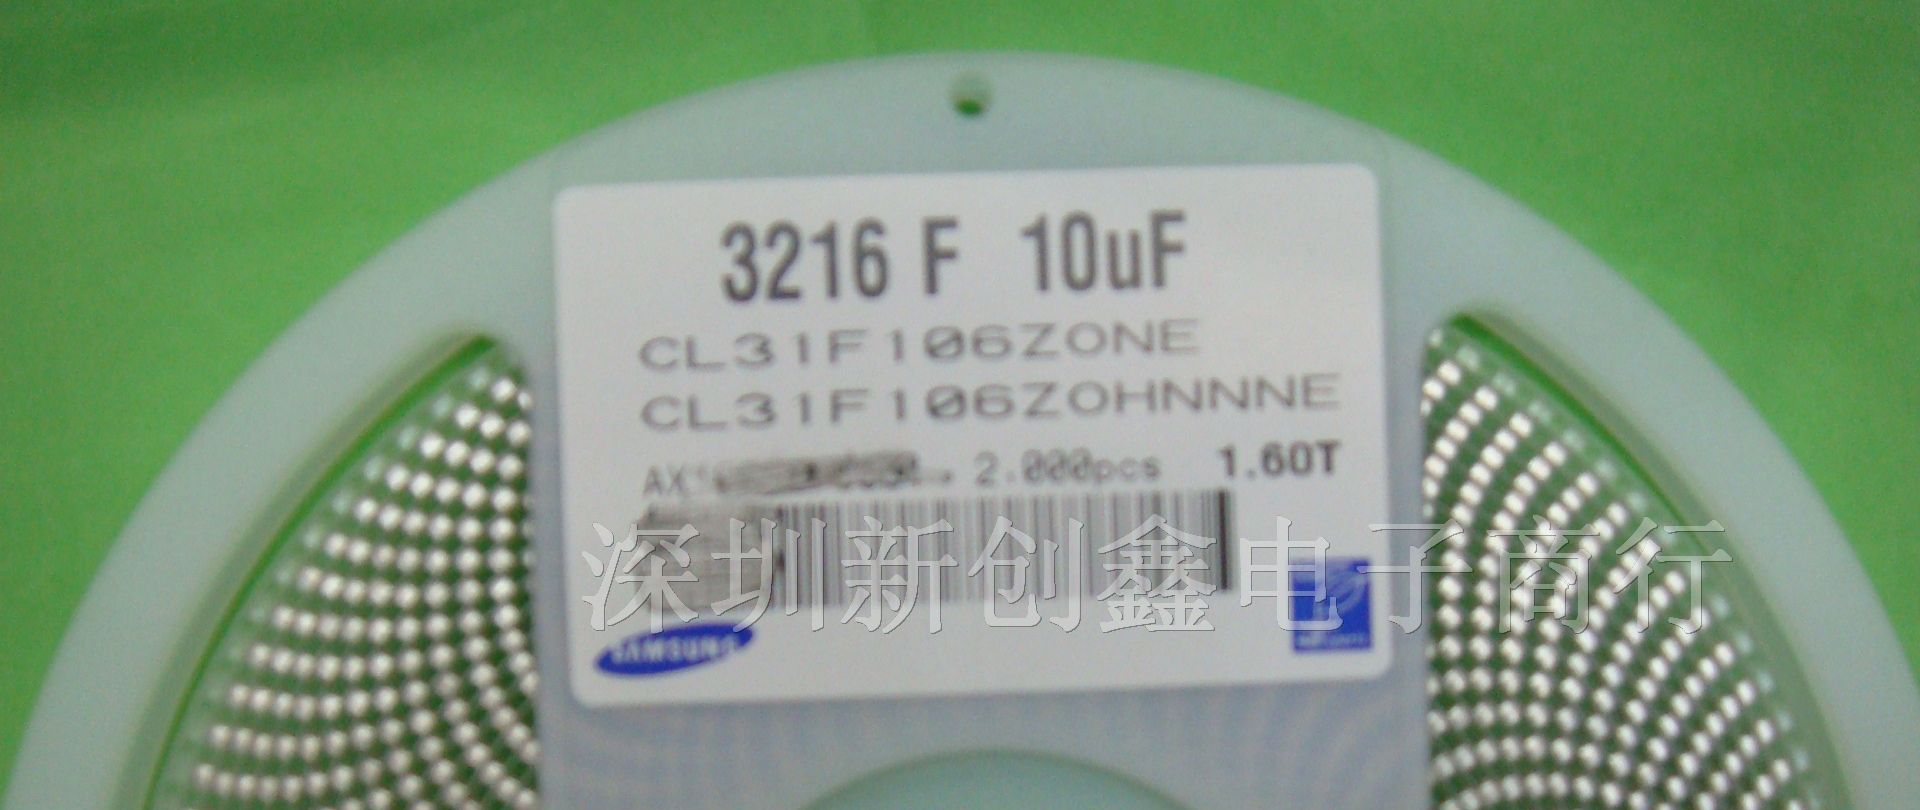 3216 F 10uF
CL31F106ZONE
CL31F106ZOHNNNE
2.000pcs 1.60T
深圳新创鑫电子商行
SAMSUNG